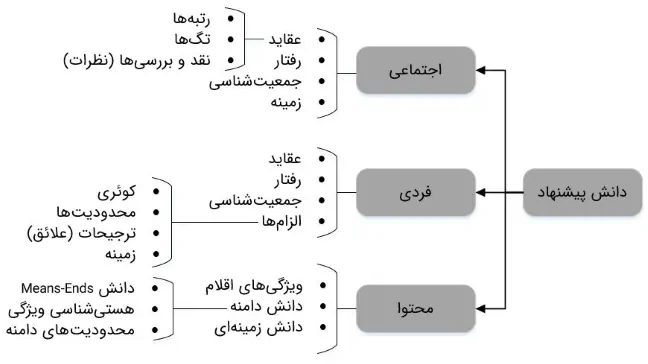 دانش پیشنهاد
اجتماعی
عقاید
رفتار
جمعیت‌شناسی
زمینه
رتبه‌ها
تگ‌ها
نقد و بررسی‌ها (نظرات)
فردی
عقاید
رفتار
جمعیت‌شناسی
الزام‌ها
کوئری
محدودیت‌ها
ترجیحات (علائق)
زمینه
محتوا
ویژگی‌های اقلام
دانش دامنه
دانش زمینه‌ای
دانش Means-Ends
هستی‌شناسی ویژگی
محدودیت‌های دامنه